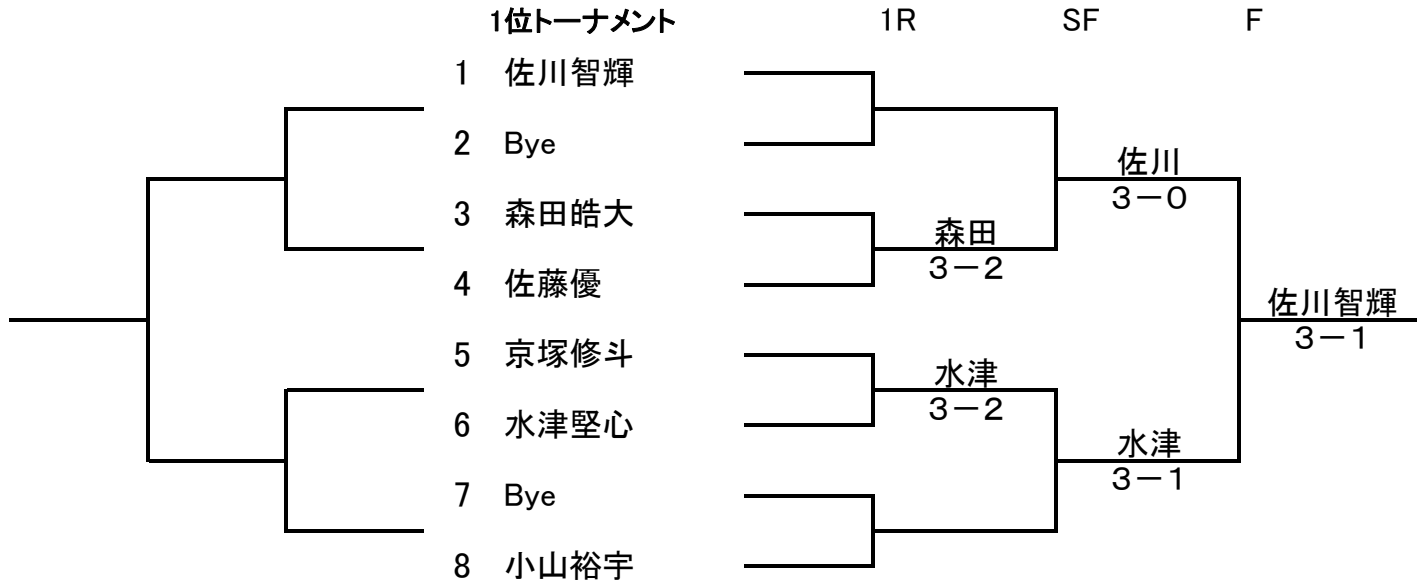 1位トーナメント 1R SF F
1 佐川智輝
2 Bye
佐川
3-0
3 森田皓大
森田
3-2
4 佐藤優
佐川智輝
3-1
5 京塚修斗
水津
3-2
6 水津堅心
水津
3-1
7 Bye
8 小山裕宇